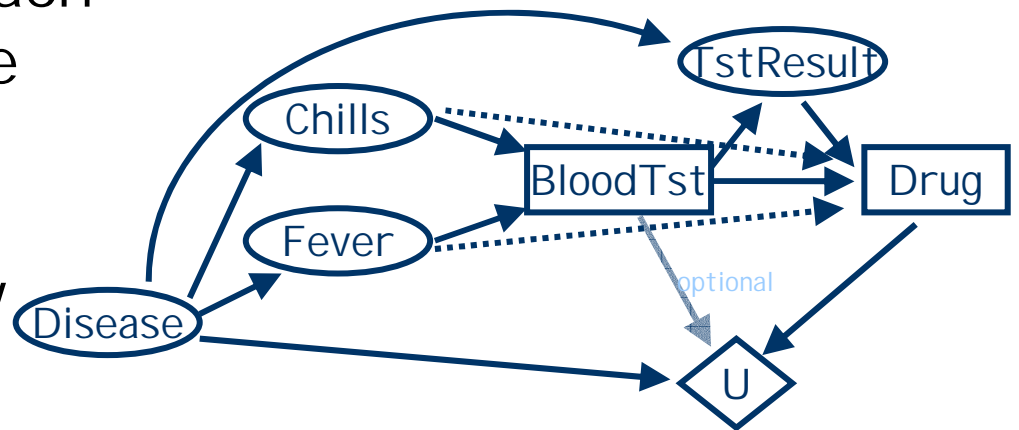 TstResult
Chills
BloodTst
Drug
Fever
optional
Disease
U